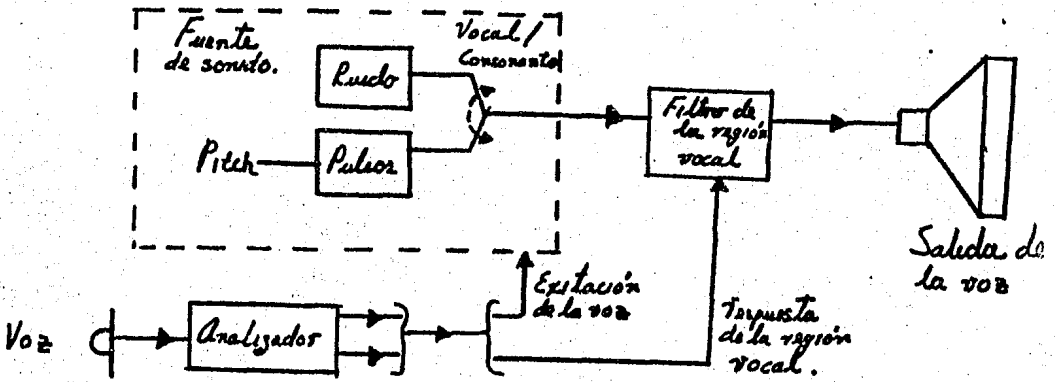 Fuente
de sonido.
Vocal /
Consonante
Ruido
Pitch
Pulsos
Filtro de
la región
vocal
Salida de
la voz
Exitación
de la voz
respuesta
de la región
vocal.
Voz
Analizador